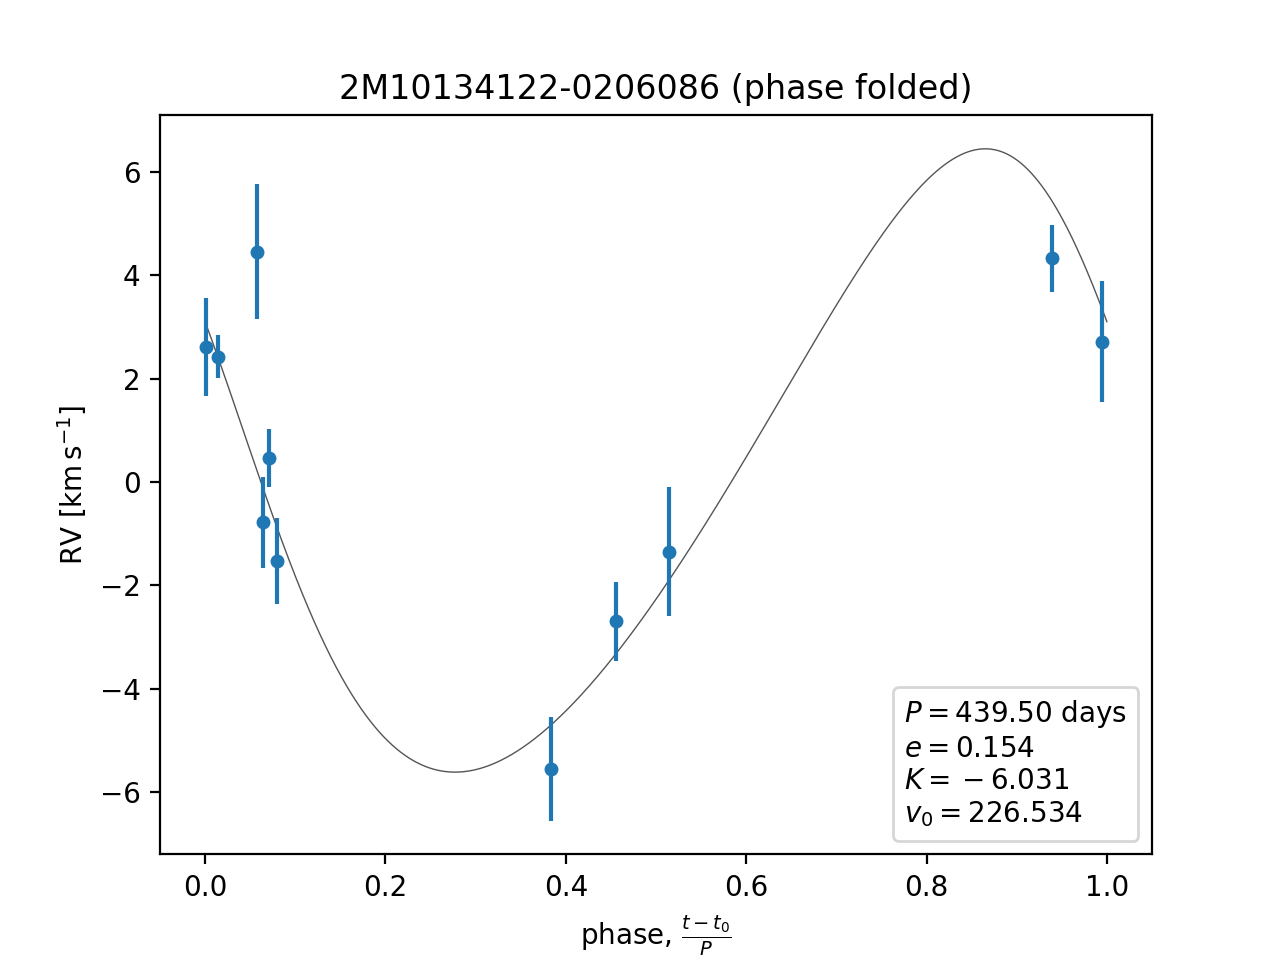 2M10134122-0206086 (phase folded)
RV [km s⁻¹]
6
4
2
0
−2
−4
−6
P = 439.50 days
e = 0.154
K = −6.031
v₀ = 226.534
0.0 0.2 0.4 0.6 0.8 1.0
phase, (t − t₀)/P